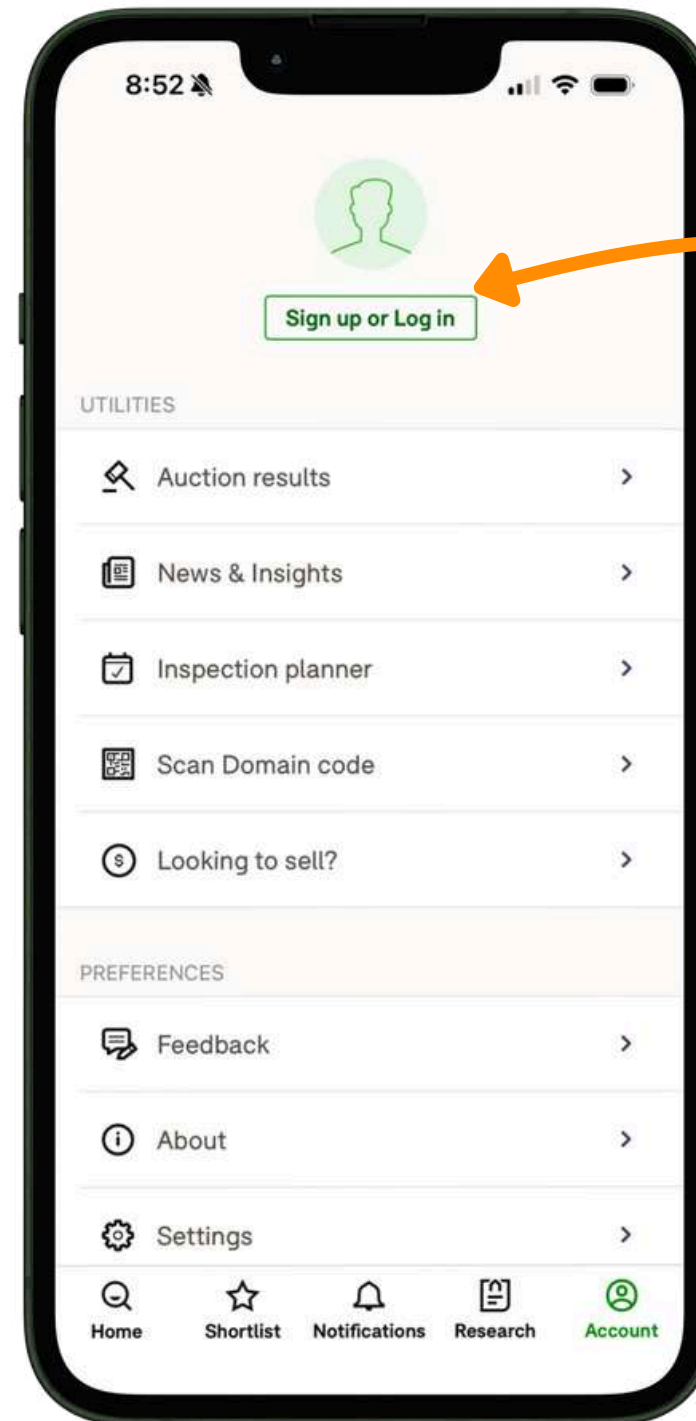 8:52
Sign up or Log in
UTILITIES
Auction results
News & Insights
Inspection planner
Scan Domain code
Looking to sell?
PREFERENCES
Feedback
About
Settings
Home Shortlist Notifications Research Account